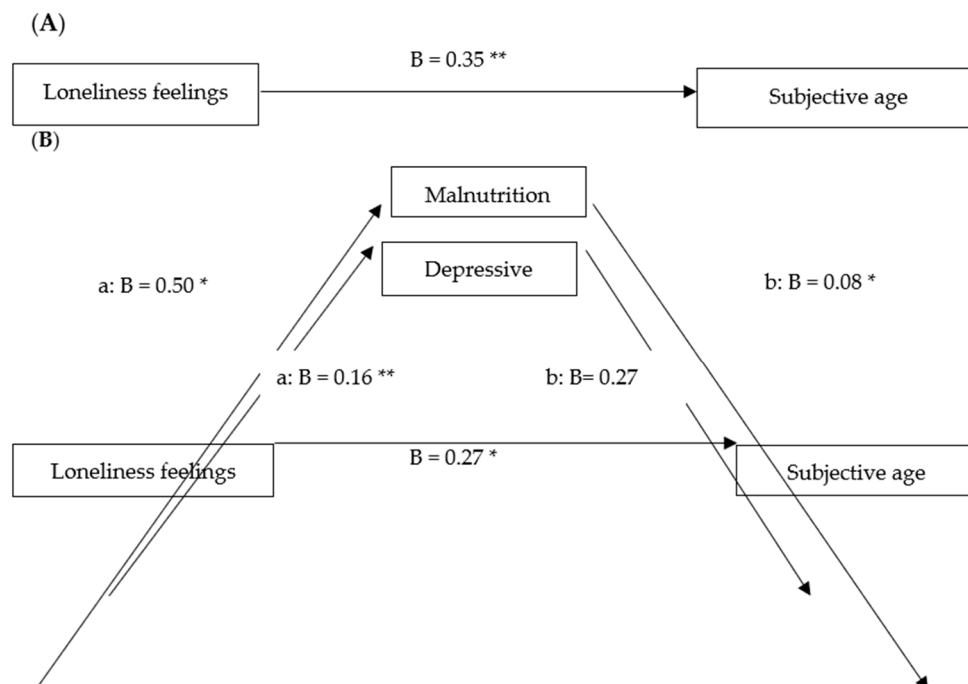 (A)
B = 0.35 **
Loneliness feelings
Subjective age
(B)
Malnutrition
Depressive
a: B = 0.50 *
b: B = 0.08 *
a: B = 0.16 **
b: B= 0.27
Loneliness feelings
B = 0.27 *
Subjective age